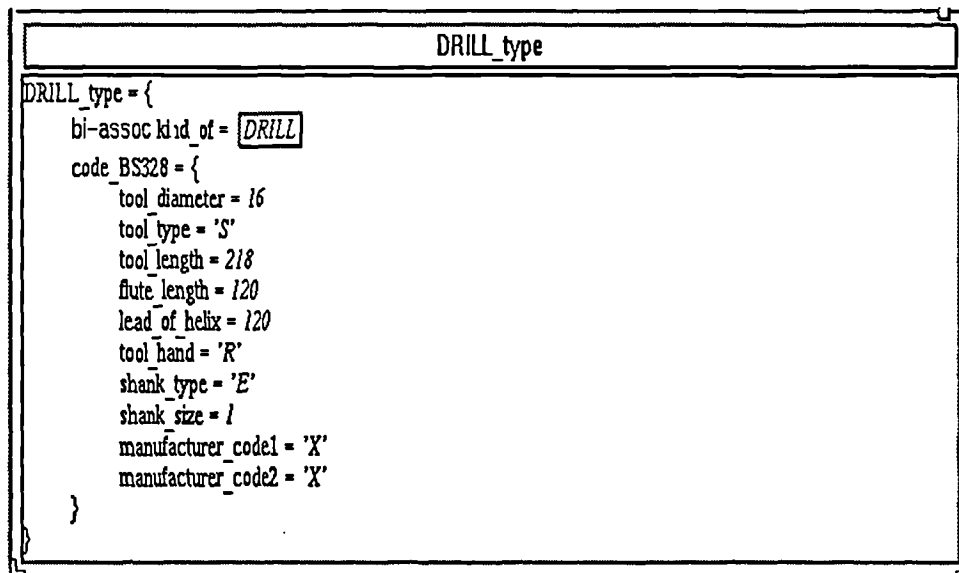 DRILL_type
DRILL_type = {
bi-assoc kind_of = DRILL
code_BS328 = {
tool_diameter = 16
tool_type = 'S'
tool_length = 218
flute_length = 120
lead_of_helix = 120
tool_hand = 'R'
shank_type = 'E'
shank_size = 1
manufacturer_code1 = 'X'
manufacturer_code2 = 'X'
}
}